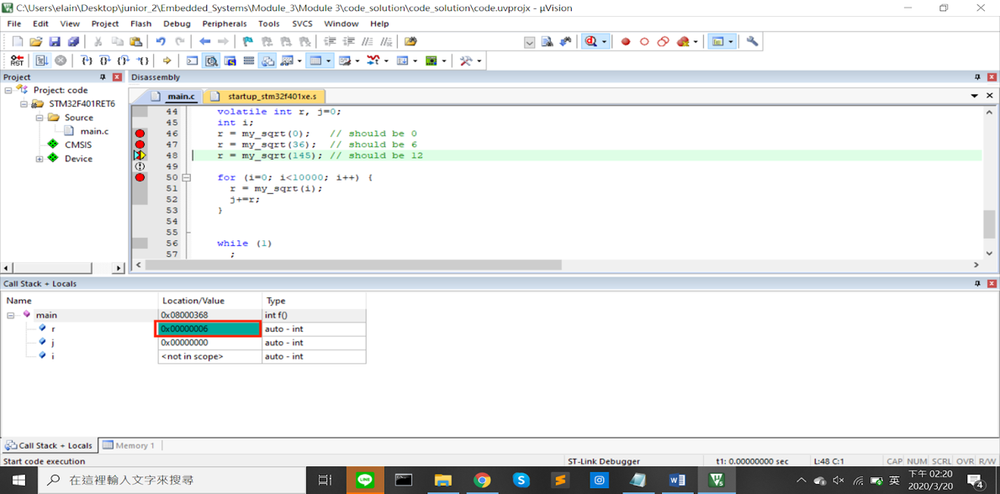 C:\Users\elain\Desktop\junior_2\Embedded_Systems\Module_3\Module 3\code_solution\code_solution\code.uvprojx - µVision
File Edit View Project Flash Debug Peripherals Tools SVCS Window Help
RST
Project
Project: code
STM32F401RET6
Source
main.c
CMSIS
Device
Disassembly
main.c startup_stm32f401xe.s
44 volatile int r, j=0;
45 int i;
46 r = my_sqrt(0); // should be 0
47 r = my_sqrt(36); // should be 6
48 r = my_sqrt(145); // should be 12
49
50 for (i=0; i<10000; i++) {
51 r = my_sqrt(i);
52 j+=r;
53 }
54
55
56 while (1)
57 ;
Call Stack + Locals
Name Location/Value Type
main 0x08000368 int f()
r 0x00000006 auto - int
j 0x00000000 auto - int
i <not in scope> auto - int
Call Stack + Locals Memory 1
Start code execution ST-Link Debugger t1: 0.00000000 sec L:48 C:1 CAP NUM SCRL OVR R/W
在這裡輸入文字來搜尋
LINE
英
下午 02:20
2020/3/20
4